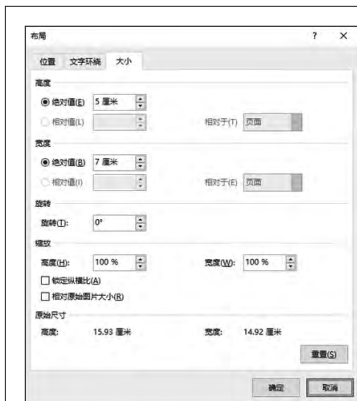 布局 ? ×
位置 文字环绕 大小
高度
绝对值(E) 5 厘米
相对值(L) 相对于(T) 页面
宽度
绝对值(B) 7 厘米
相对值(I) 相对于(E) 页面
旋转
旋转(T): 0°
缩放
高度(H): 100 % 宽度(W): 100 %
锁定纵横比(A)
相对原始图片大小(R)
原始尺寸
高度: 15.93 厘米 宽度: 14.92 厘米
重置(S)
确定 取消